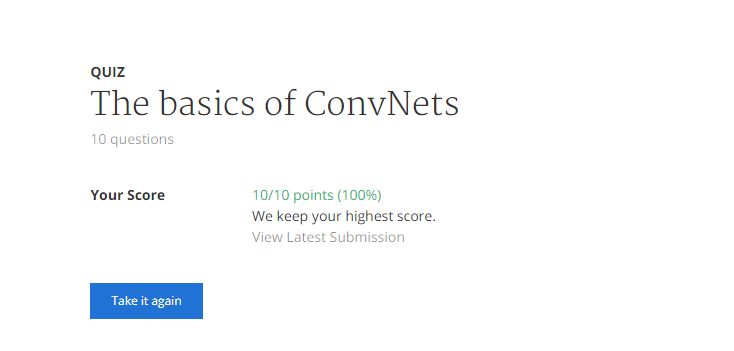 QUIZ
The basics of ConvNets
10 questions
Your Score
10/10 points (100%)
We keep your highest score.
View Latest Submission
Take it again